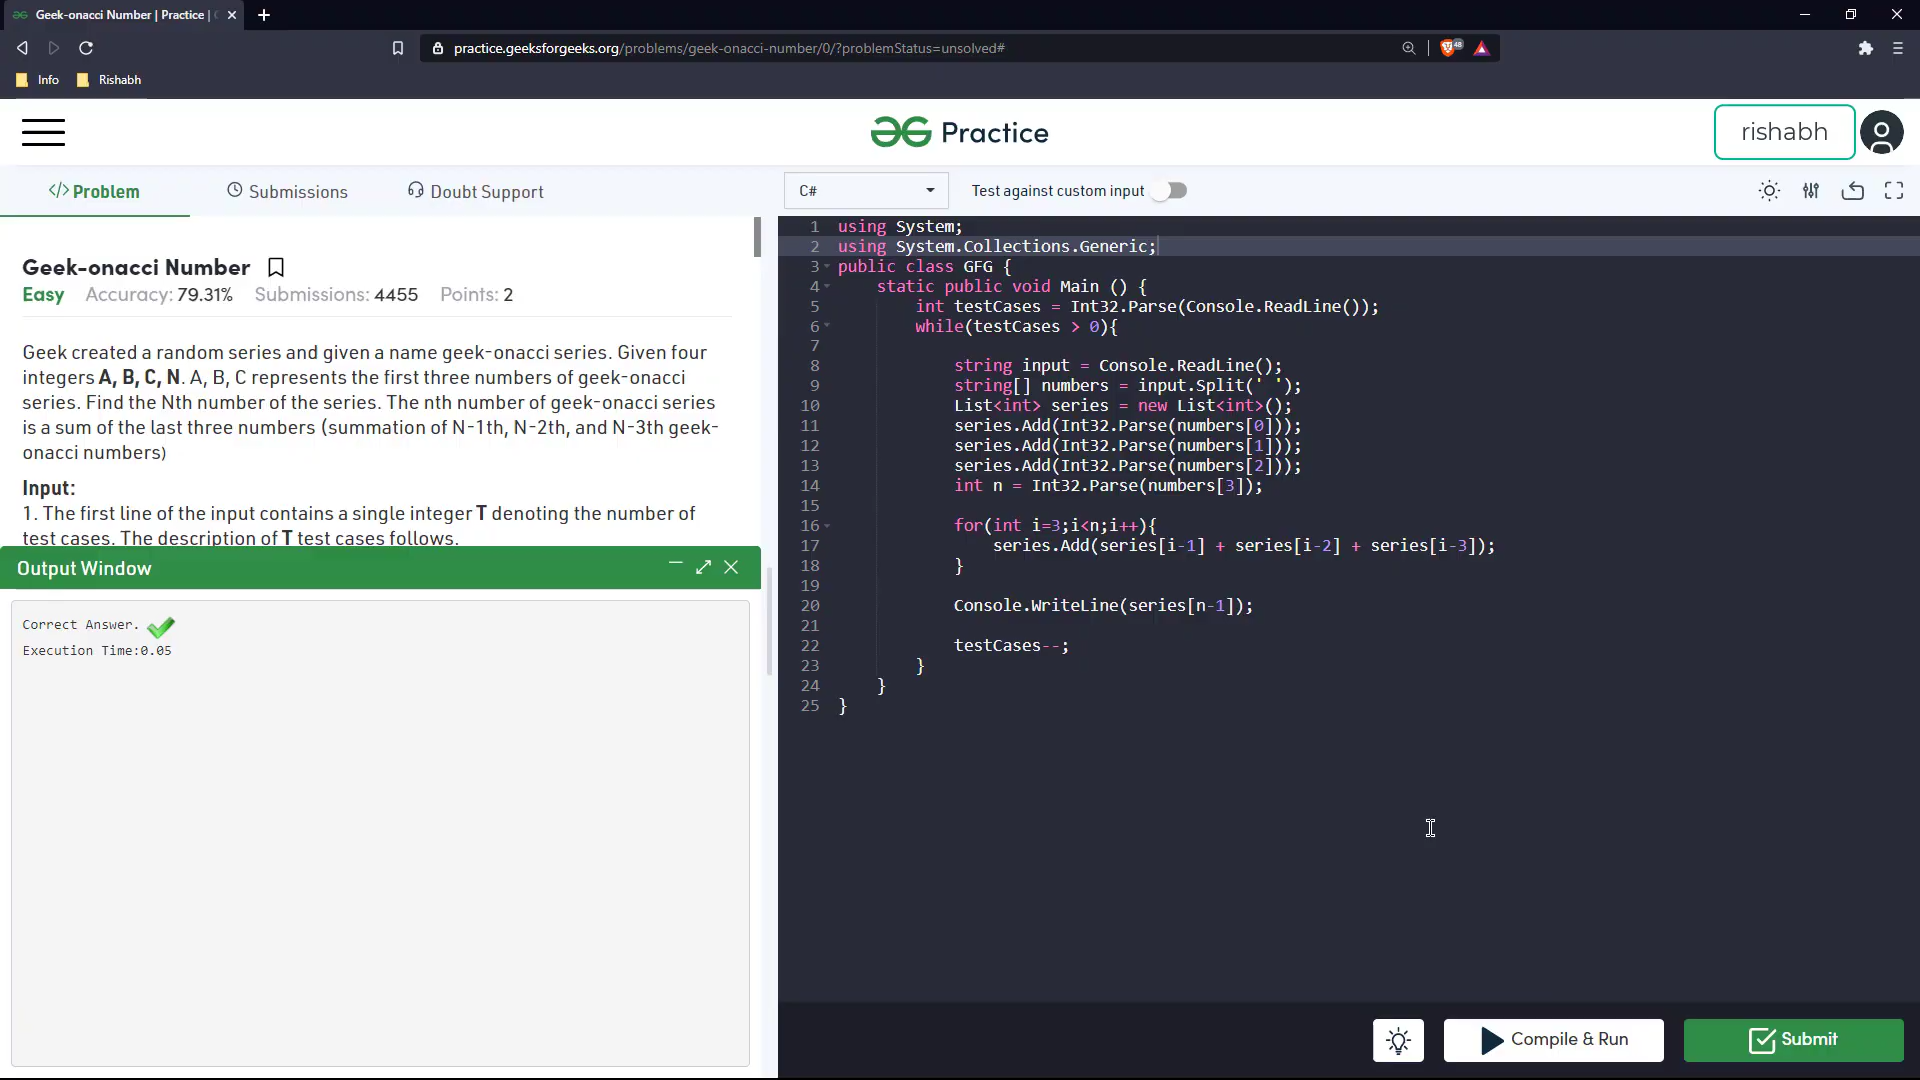 Geek-onacci Number | Practice |
practice.geeksforgeeks.org/problems/geek-onacci-number/0/?problemStatus=unsolved#
48
Info
Rishabh
Practice
rishabh
</> Problem
Submissions
Doubt Support
C#
Test against custom input
Geek-onacci Number
Easy Accuracy: 79.31% Submissions: 4455 Points: 2
Geek created a random series and given a name geek-onacci series. Given four
integers A, B, C, N. A, B, C represents the first three numbers of geek-onacci
series. Find the Nth number of the series. The nth number of geek-onacci series
is a sum of the last three numbers (summation of N-1th, N-2th, and N-3th geek-
onacci numbers)
Input:
1. The first line of the input contains a single integer T denoting the number of
test cases. The description of T test cases follows.
Output Window
Correct Answer.
Execution Time:0.05
1 using System;
2 using System.Collections.Generic;
3 public class GFG {
4 static public void Main () {
5 int testCases = Int32.Parse(Console.ReadLine());
6 while(testCases > 0){
7
8 string input = Console.ReadLine();
9 string[] numbers = input.Split(' ');
10 List<int> series = new List<int>();
11 series.Add(Int32.Parse(numbers[0]));
12 series.Add(Int32.Parse(numbers[1]));
13 series.Add(Int32.Parse(numbers[2]));
14 int n = Int32.Parse(numbers[3]);
15
16 for(int i=3;i<n;i++){
17 series.Add(series[i-1] + series[i-2] + series[i-3]);
18 }
19
20 Console.WriteLine(series[n-1]);
21
22 testCases--;
23 }
24 }
25 }
Compile & Run
Submit